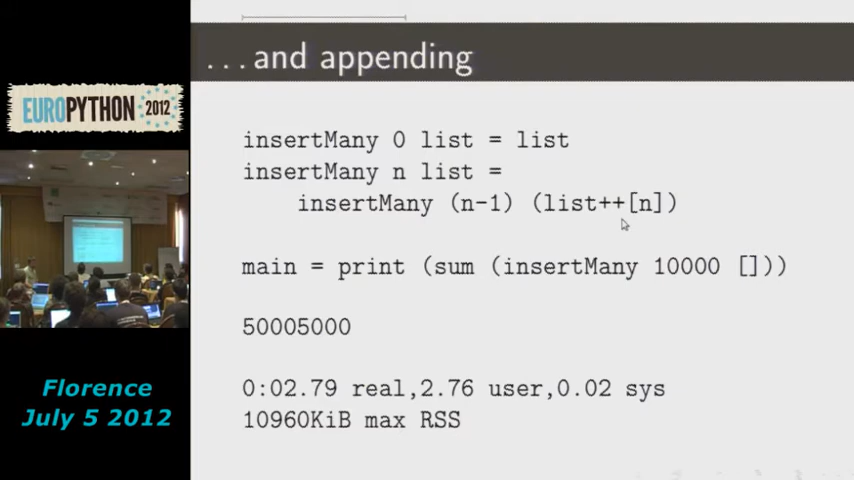 ...and appending
EUROPYTHON 2012
insertMany 0 list = list
insertMany n list =
insertMany (n-1) (list++[n])
main = print (sum (insertMany 10000 []))
50005000
0:02.79 real,2.76 user,0.02 sys
10960KiB max RSS
Florence
July 5 2012